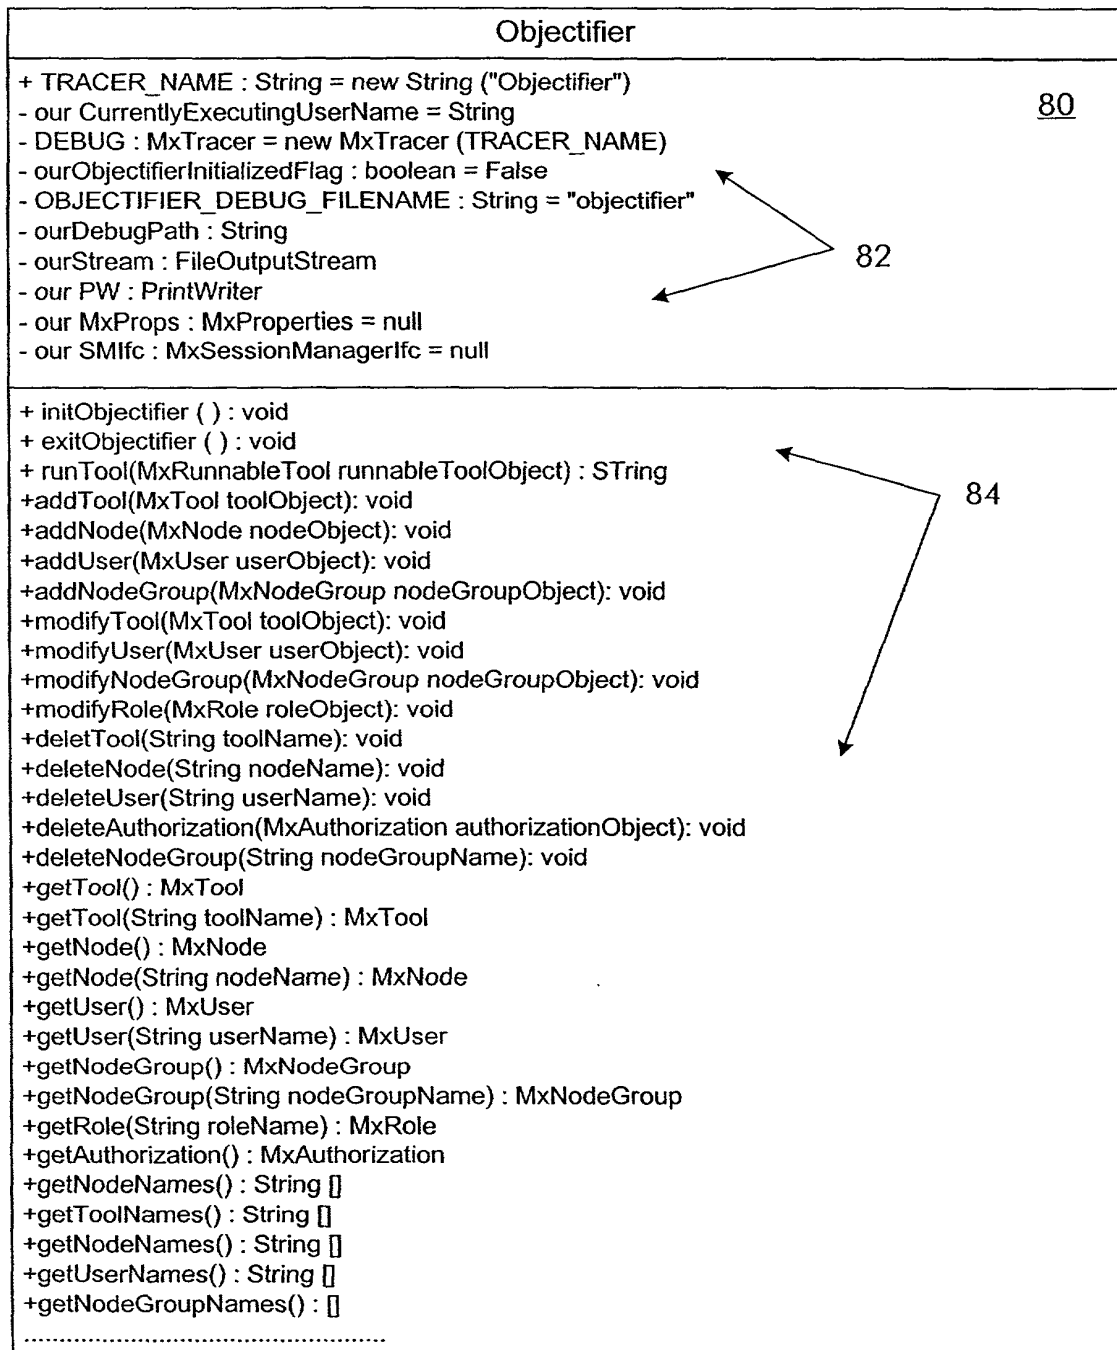 Objectifier
+ TRACER_NAME : String = new String ("Objectifier")
80
- our CurrentlyExecutingUserName = String
- DEBUG : MxTracer = new MxTracer (TRACER_NAME)
- ourObjectifierInitializedFlag : boolean = False
- OBJECTIFIER_DEBUG_FILENAME : String = "objectifier"
- ourDebugPath : String
82
- ourStream : FileOutputStream
- our PW : PrintWriter
- our MxProps : MxProperties = null
- our SMIfc : MxSessionManagerIfc = null
+ initObjectifier ( ) : void
+ exitObjectifier ( ) : void
+ runTool(MxRunnableTool runnableToolObject) : STring
84
+addTool(MxTool toolObject): void
+addNode(MxNode nodeObject): void
+addUser(MxUser userObject): void
+addNodeGroup(MxNodeGroup nodeGroupObject): void
+modifyTool(MxTool toolObject): void
+modifyUser(MxUser userObject): void
+modifyNodeGroup(MxNodeGroup nodeGroupObject): void
+modifyRole(MxRole roleObject): void
+deletTool(String toolName): void
+deleteNode(String nodeName): void
+deleteUser(String userName): void
+deleteAuthorization(MxAuthorization authorizationObject): void
+deleteNodeGroup(String nodeGroupName): void
+getTool() : MxTool
+getTool(String toolName) : MxTool
+getNode() : MxNode
+getNode(String nodeName) : MxNode
+getUser() : MxUser
+getUser(String userName) : MxUser
+getNodeGroup() : MxNodeGroup
+getNodeGroup(String nodeGroupName) : MxNodeGroup
+getRole(String roleName) : MxRole
+getAuthorization() : MxAuthorization
+getNodeNames() : String []
+getToolNames() : String []
+getNodeNames() : String []
+getUserNames() : String []
+getNodeGroupNames() : []
................................................